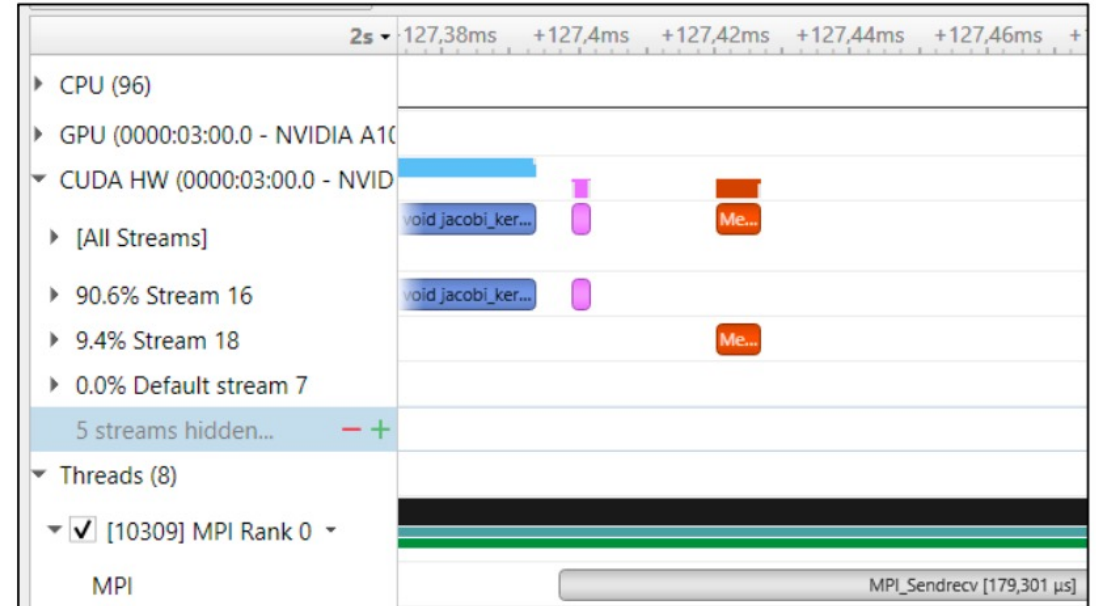 2s 127,38ms +127,4ms +127,42ms +127,44ms +127,46ms +
CPU (96)
GPU (0000:03:00.0 - NVIDIA A10
CUDA HW (0000:03:00.0 - NVID
[All Streams] void jacobi_ker... Me...
90.6% Stream 16 void jacobi_ker...
9.4% Stream 18 Me...
0.0% Default stream 7
5 streams hidden... − +
Threads (8)
[10309] MPI Rank 0
MPI MPI_Sendrecv [179,301 µs]